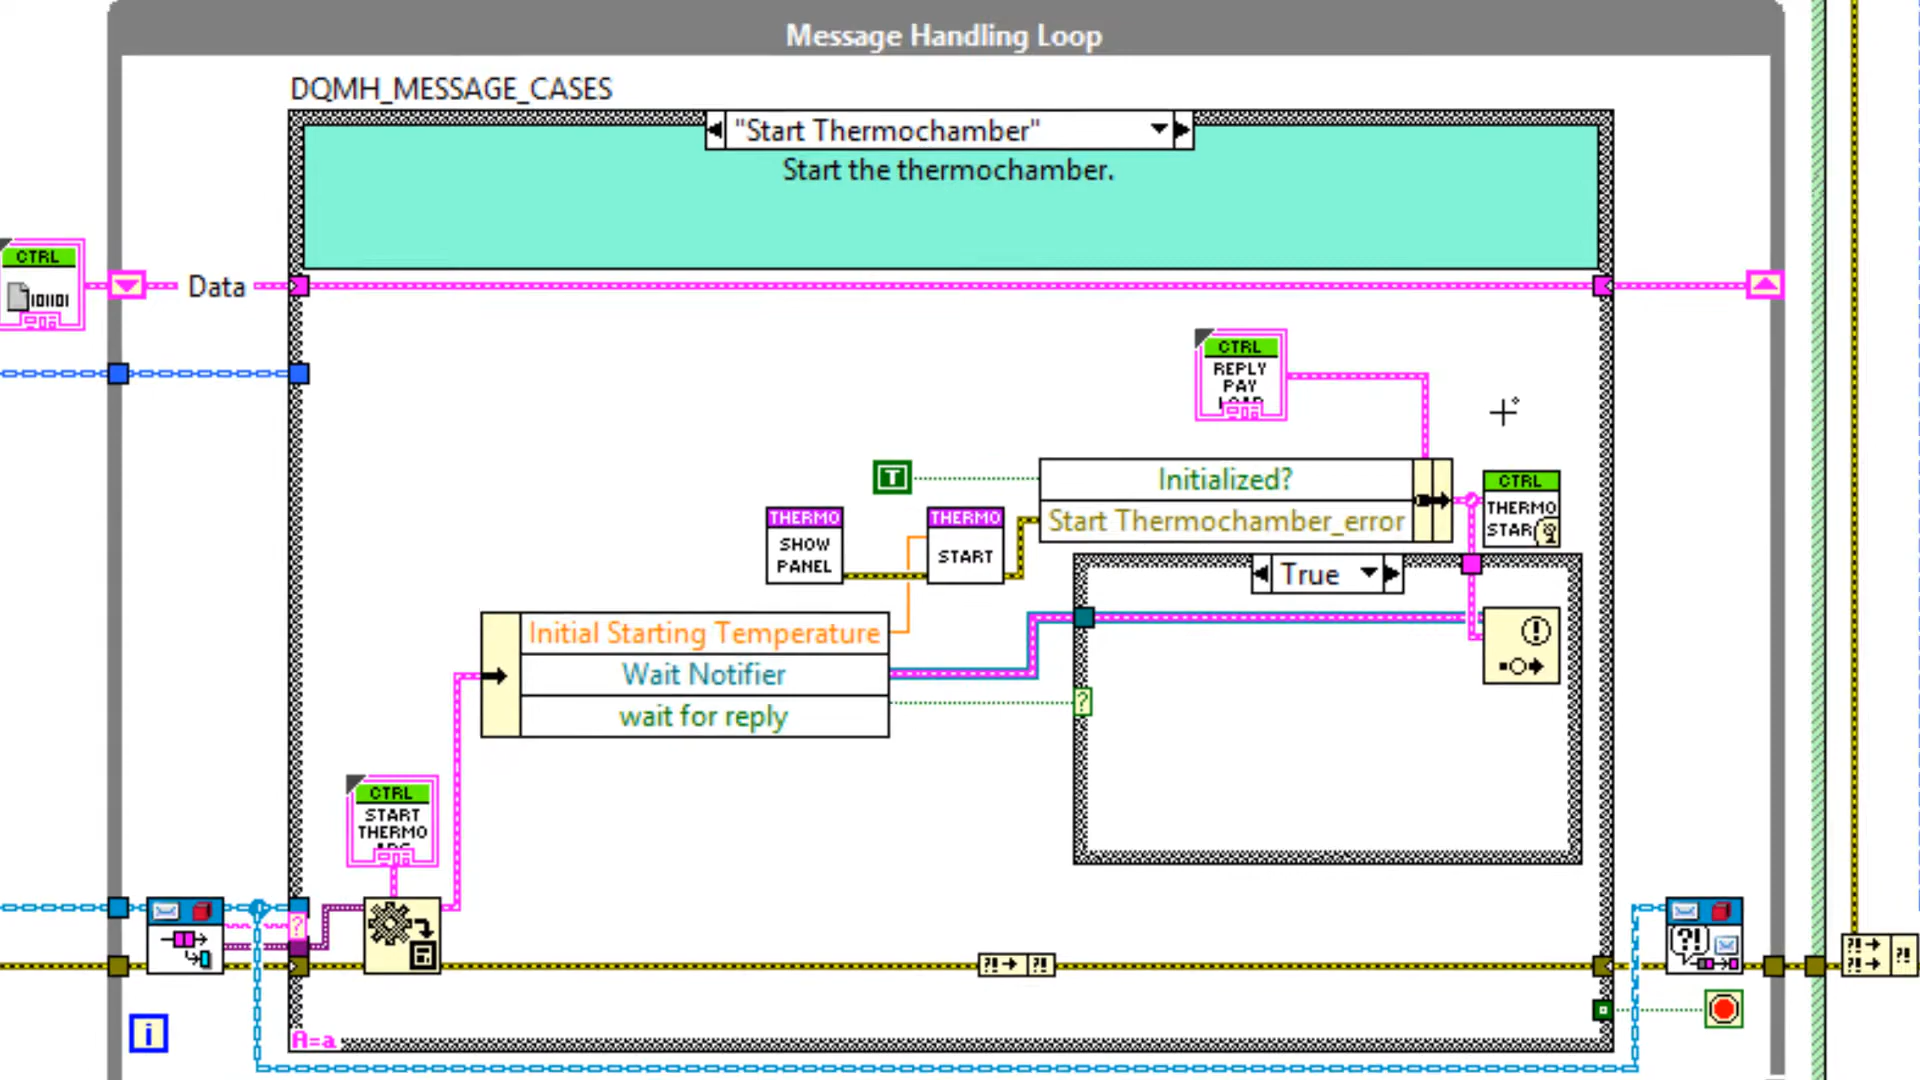 Message Handling Loop
DQMH_MESSAGE_CASES
"Start Thermochamber"
Start the thermochamber.
CTRL
Data
CTRL
REPLY
PAY
T
Initialized?
CTRL
THERMO
STAR
THERMO
SHOW
PANEL
THERMO
START
Start Thermochamber_error
True
Initial Starting Temperature
Wait Notifier
wait for reply
?
CTRL
START
THERMO
?
?!
?!
?!
?!
?!
?!
i
A=a